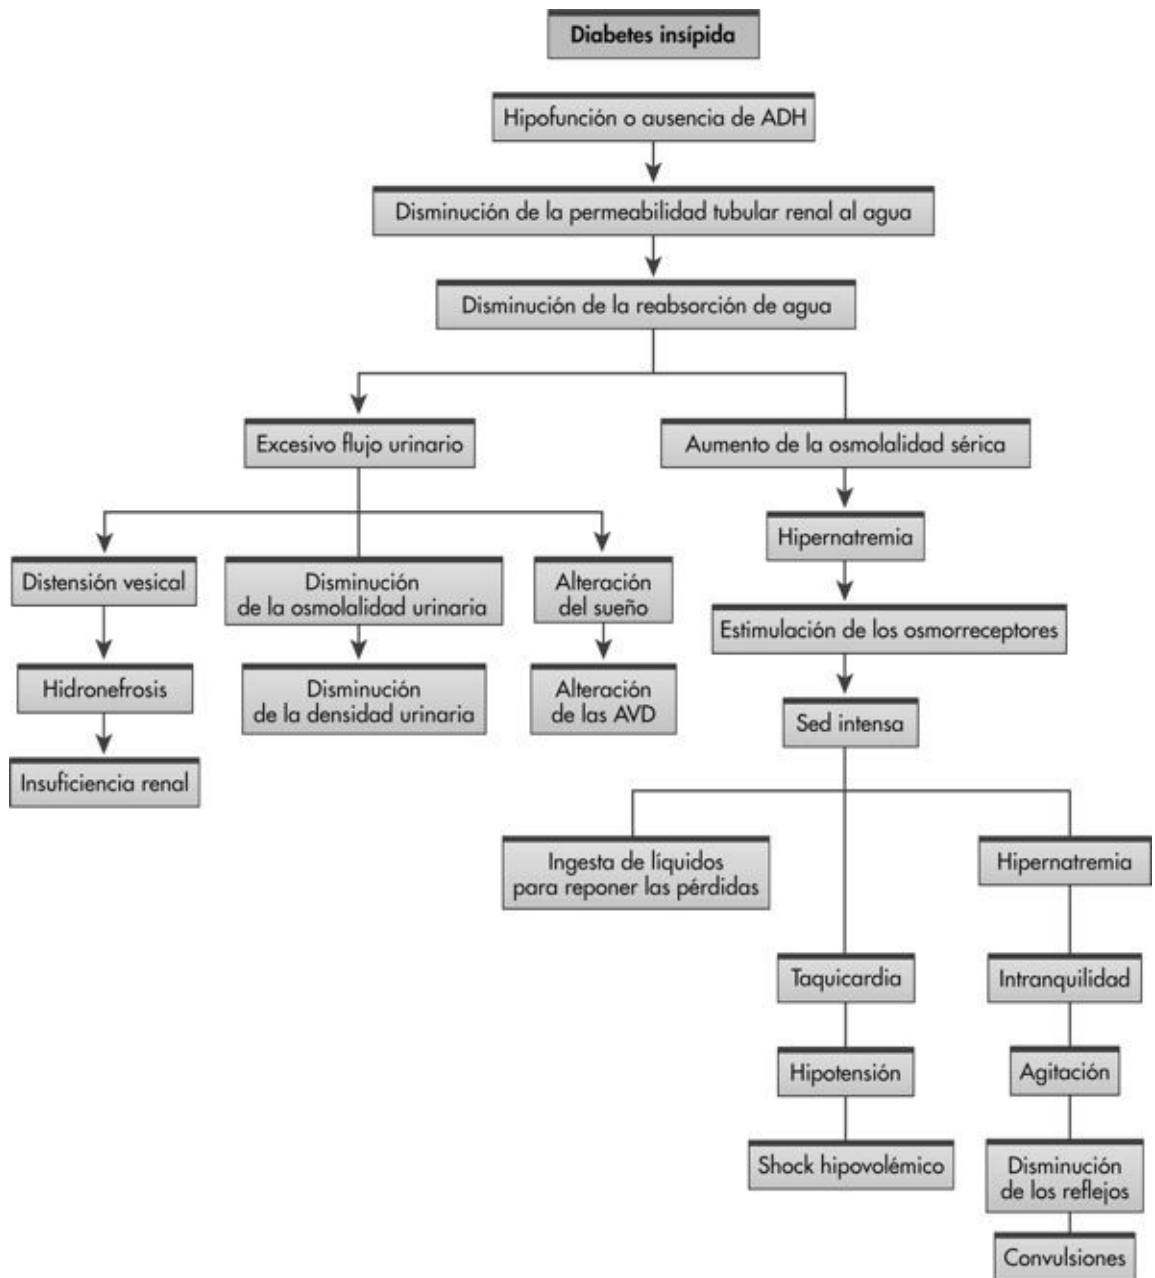 Diabetes insípida
Hipofunción o ausencia de ADH
Disminución de la permeabilidad tubular renal al agua
Disminución de la reabsorción de agua
Excesivo flujo urinario
Aumento de la osmolalidad sérica
Hipernatremia
Distensión vesical
Disminución
de la osmolalidad urinaria
Alteración
del sueño
Estimulación de los osmorreceptores
Hidronefrosis
Disminución
de la densidad urinaria
Alteración
de las AVD
Sed intensa
Insuficiencia renal
Ingesta de líquidos
para reponer las pérdidas
Hipernatremia
Taquicardia
Intranquilidad
Hipotensión
Agitación
Shock hipovolémico
Disminución
de los reflejos
Convulsiones